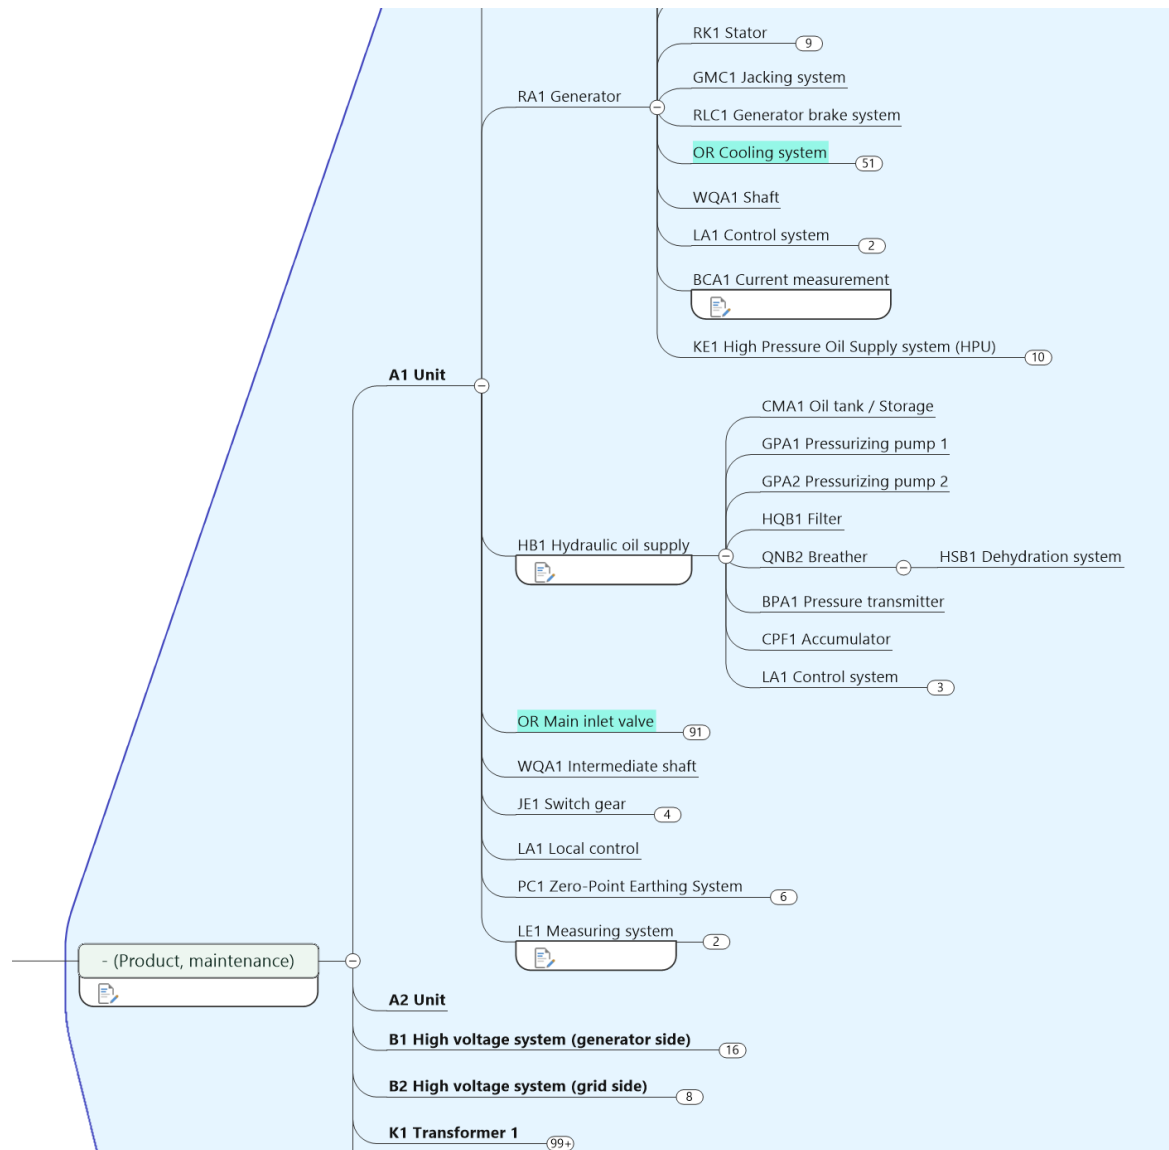 RK1 Stator
9
GMC1 Jacking system
RA1 Generator
RLC1 Generator brake system
OR Cooling system
51
WQA1 Shaft
LA1 Control system
2
BCA1 Current measurement
KE1 High Pressure Oil Supply system (HPU)
10
A1 Unit
CMA1 Oil tank / Storage
GPA1 Pressurizing pump 1
GPA2 Pressurizing pump 2
HQB1 Filter
HB1 Hydraulic oil supply
QNB2 Breather
HSB1 Dehydration system
BPA1 Pressure transmitter
CPF1 Accumulator
LA1 Control system
3
OR Main inlet valve
91
WQA1 Intermediate shaft
JE1 Switch gear
4
LA1 Local control
PC1 Zero-Point Earthing System
6
LE1 Measuring system
2
- (Product, maintenance)
A2 Unit
B1 High voltage system (generator side)
16
B2 High voltage system (grid side)
8
K1 Transformer 1
99+